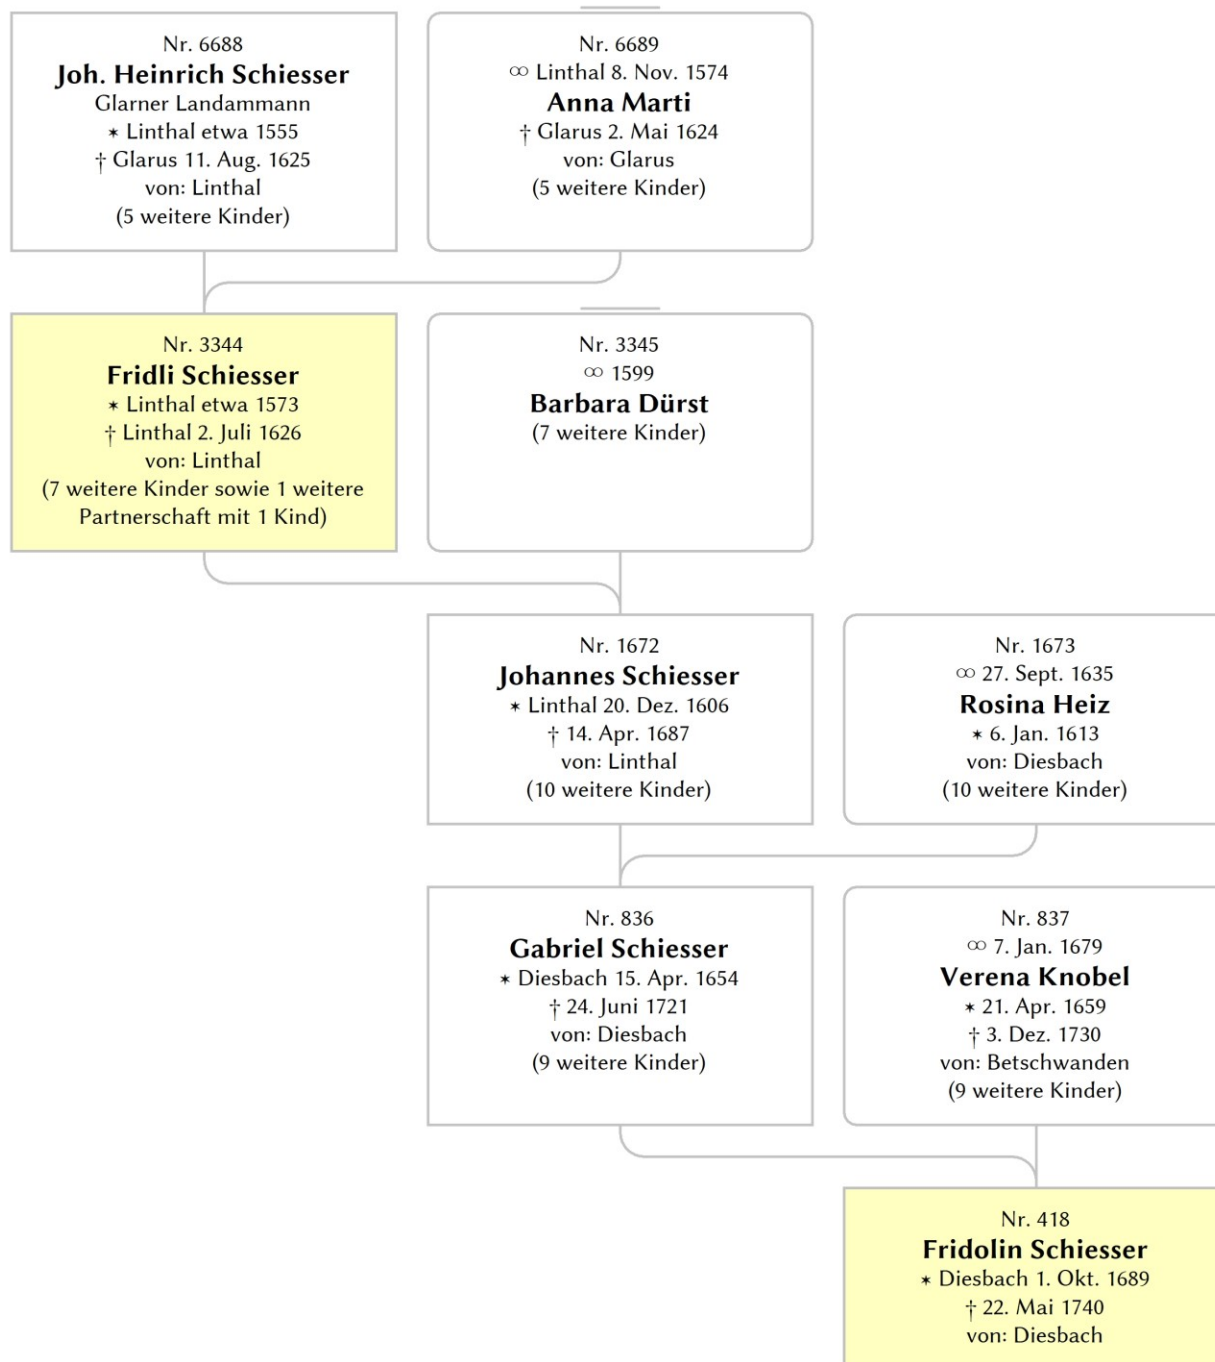 Nr. 6688
Joh. Heinrich Schiesser
Glarner Landammann
✶ Linthal etwa 1555
† Glarus 11. Aug. 1625
von: Linthal
(5 weitere Kinder)
Nr. 6689
⚭ Linthal 8. Nov. 1574
Anna Marti
† Glarus 2. Mai 1624
von: Glarus
(5 weitere Kinder)
Nr. 3344
Fridli Schiesser
✶ Linthal etwa 1573
† Linthal 2. Juli 1626
von: Linthal
(7 weitere Kinder sowie 1 weitere
Partnerschaft mit 1 Kind)
Nr. 3345
⚭ 1599
Barbara Dürst
(7 weitere Kinder)
Nr. 1672
Johannes Schiesser
✶ Linthal 20. Dez. 1606
† 14. Apr. 1687
von: Linthal
(10 weitere Kinder)
Nr. 1673
⚭ 27. Sept. 1635
Rosina Heiz
✶ 6. Jan. 1613
von: Diesbach
(10 weitere Kinder)
Nr. 836
Gabriel Schiesser
✶ Diesbach 15. Apr. 1654
† 24. Juni 1721
von: Diesbach
(9 weitere Kinder)
Nr. 837
⚭ 7. Jan. 1679
Verena Knobel
✶ 21. Apr. 1659
† 3. Dez. 1730
von: Betschwanden
(9 weitere Kinder)
Nr. 418
Fridolin Schiesser
✶ Diesbach 1. Okt. 1689
† 22. Mai 1740
von: Diesbach